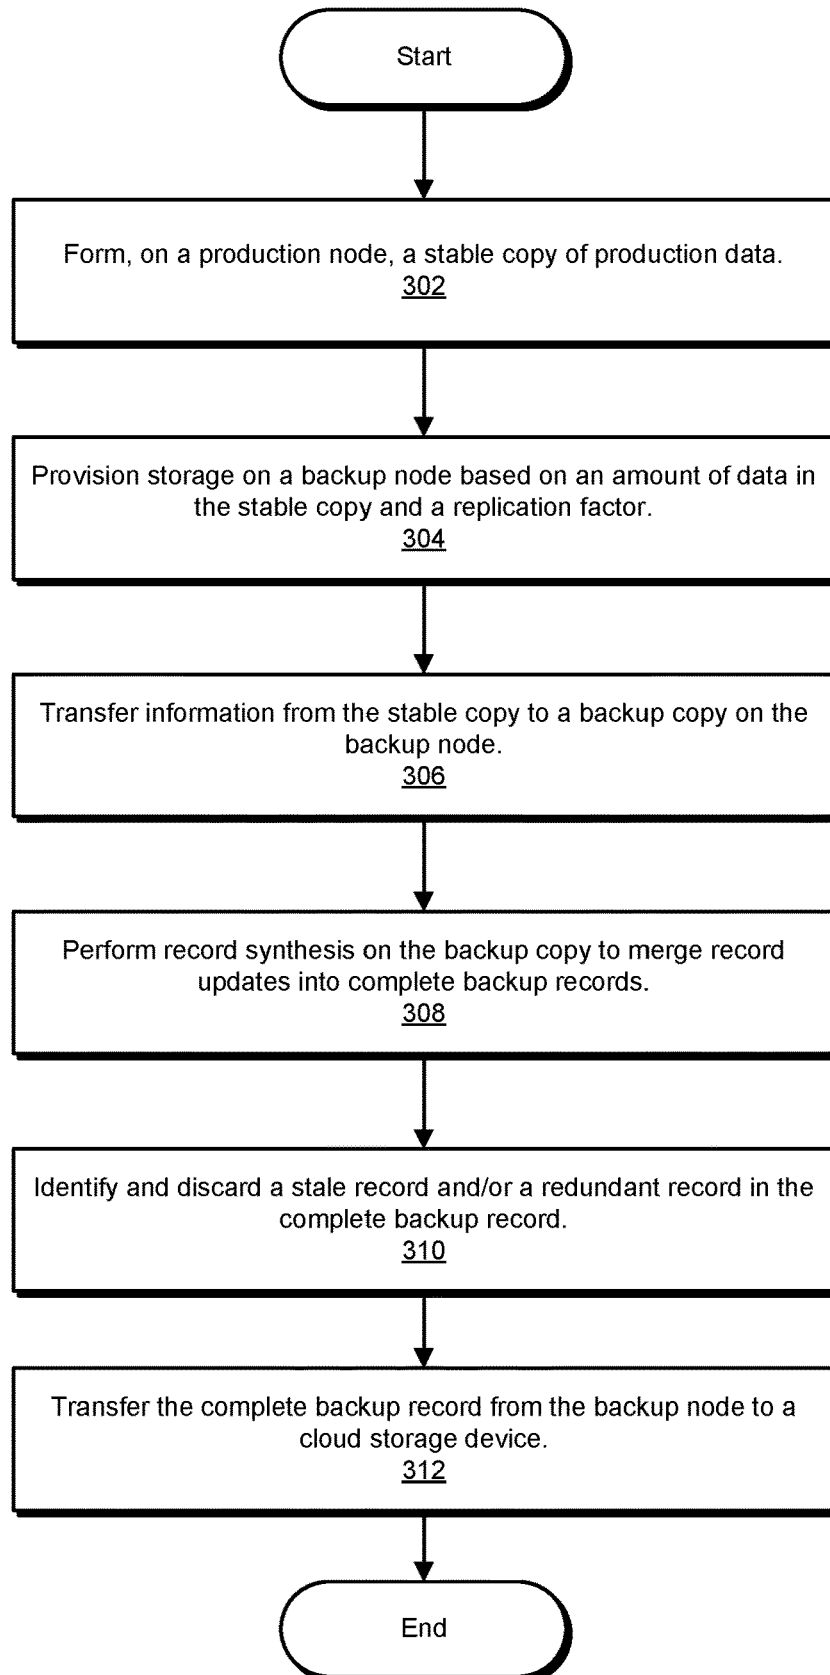 Start
Form, on a production node, a stable copy of production data.
302
Provision storage on a backup node based on an amount of data in
the stable copy and a replication factor.
304
Transfer information from the stable copy to a backup copy on the
backup node.
306
Perform record synthesis on the backup copy to merge record
updates into complete backup records.
308
Identify and discard a stale record and/or a redundant record in the
complete backup record.
310
Transfer the complete backup record from the backup node to a
cloud storage device.
312
End